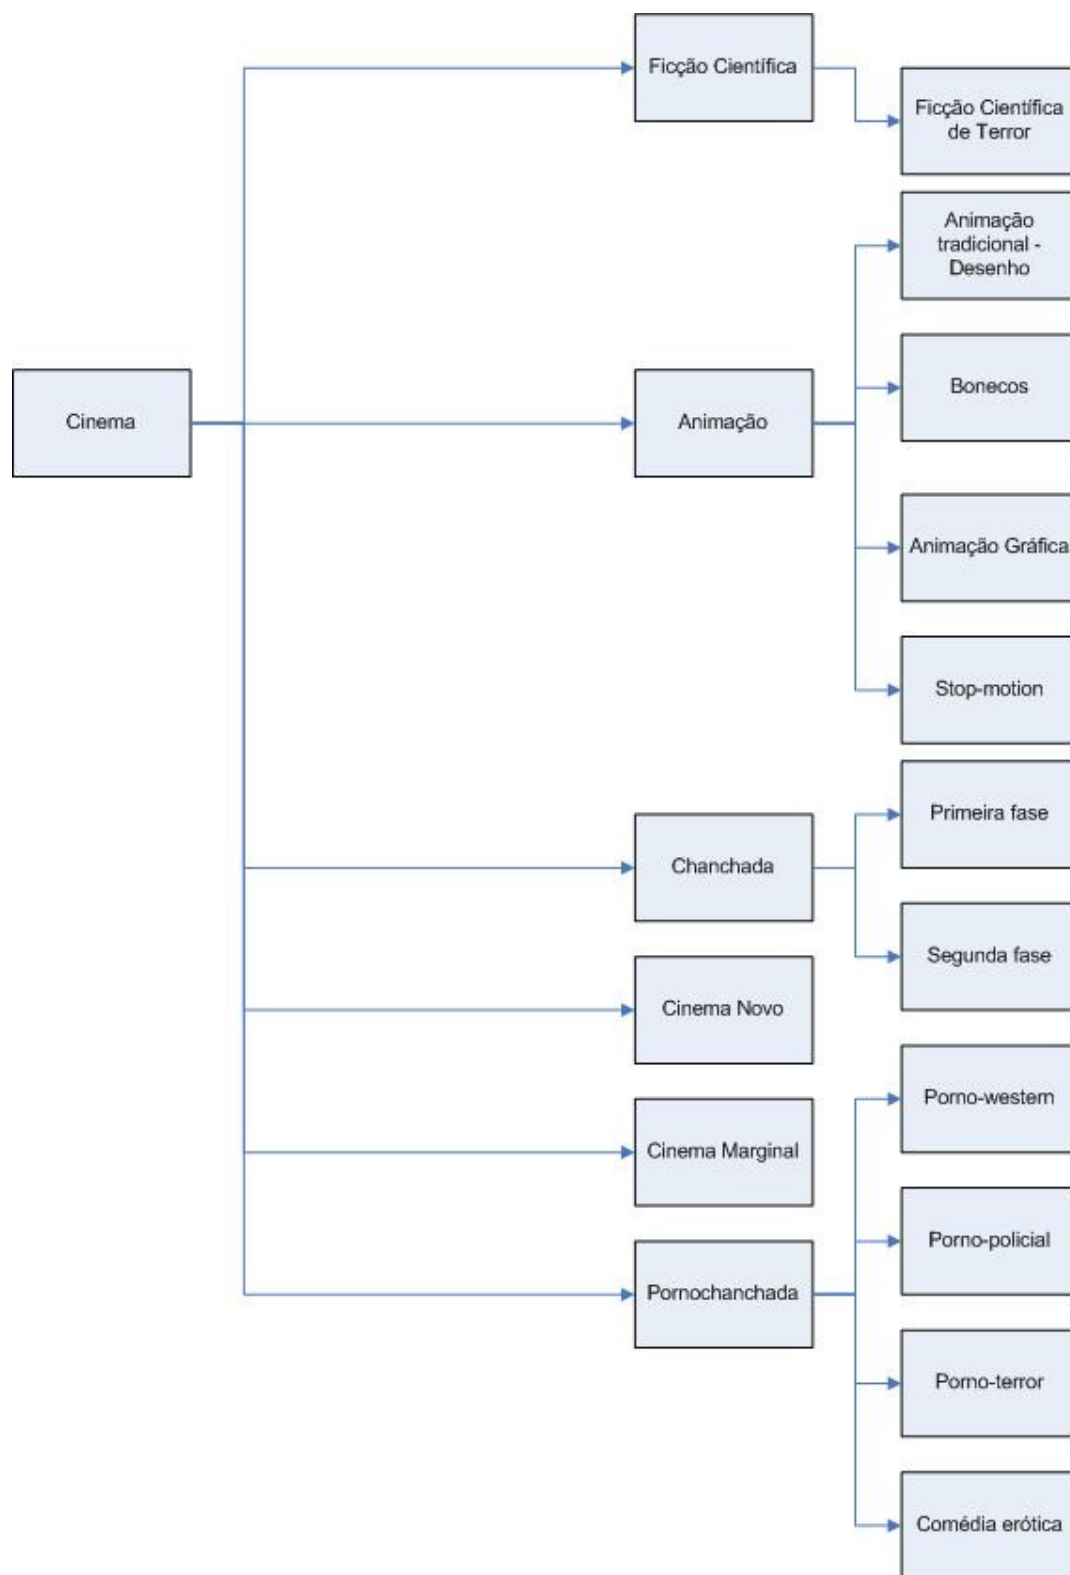 Ficção Científica
Ficção Científica
de Terror
Animação
tradicional -
Desenho
Cinema
Animação
Bonecos
Animação Gráfica
Stop-motion
Chanchada
Primeira fase
Segunda fase
Cinema Novo
Cinema Marginal
Pornochanchada
Porno-western
Porno-policial
Porno-terror
Comédia erótica